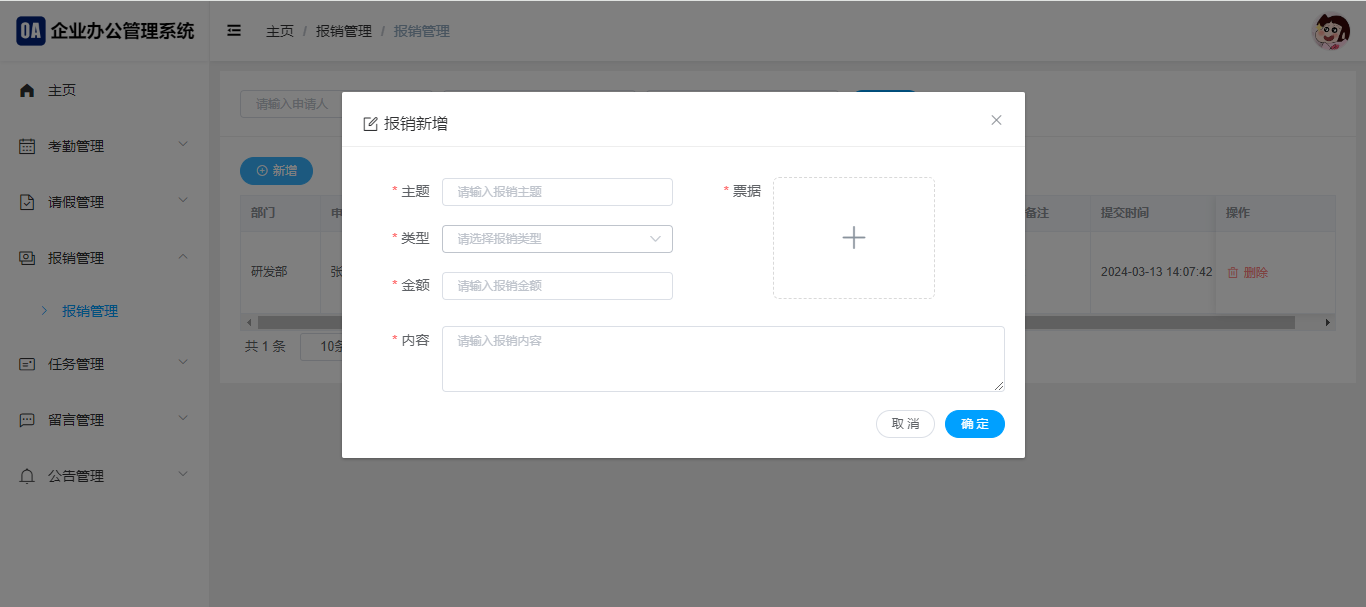 OA 企业办公管理系统
主页 / 报销管理 / 报销管理
主页
考勤管理
请假管理
报销管理
报销管理
任务管理
留言管理
公告管理
请输入申请人
新增
部门 申 备注 提交时间 操作
研发部 张 2024-03-13 14:07:42 删除
共 1 条 10条
报销新增
* 主题 请输入报销主题
* 票据
* 类型 请选择报销类型
* 金额 请输入报销金额
* 内容 请输入报销内容
取消 确定